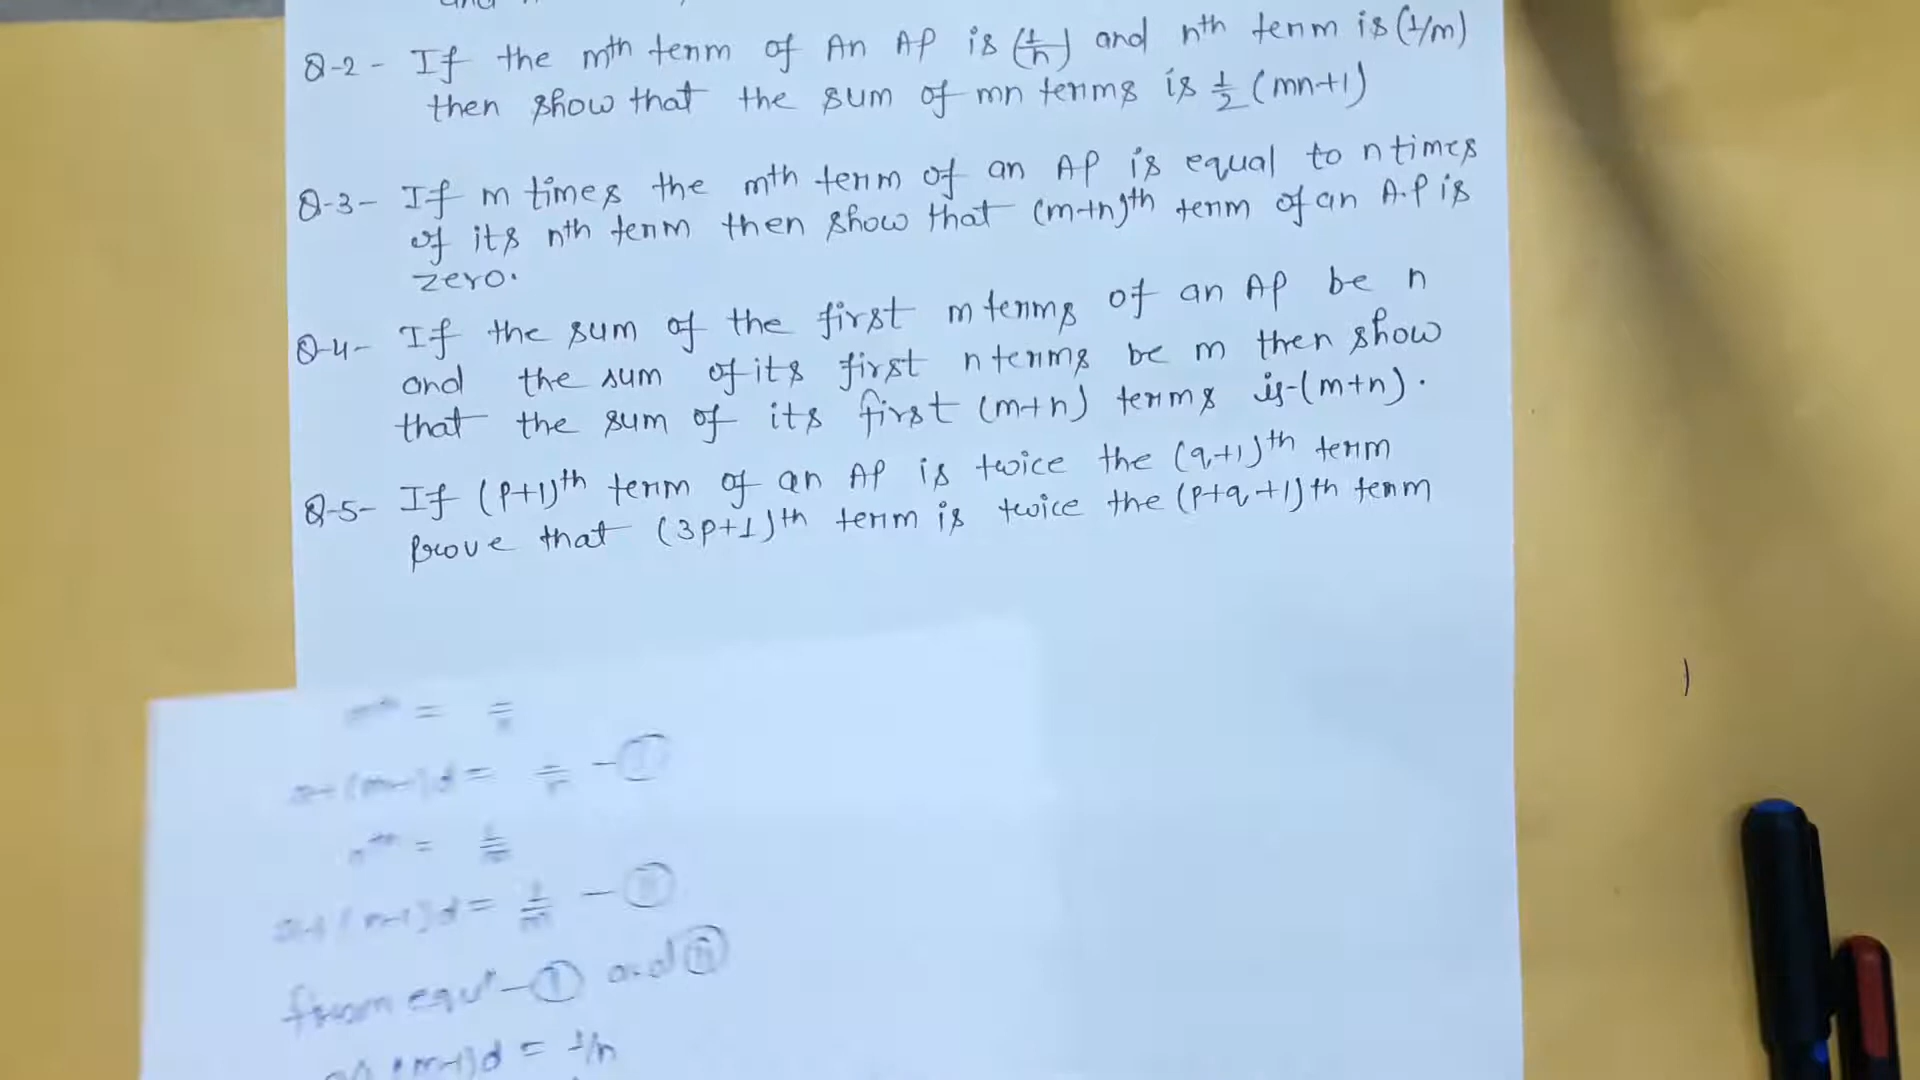 Q-2- If the mth term of An AP is (1/n) and nth term is (1/m)
then show that the sum of mn terms is 1/2 (mn+1)
Q-3- If m times the mth term of an AP is equal to n times
of its nth term then show that (m+n)th term of an A.P is
zero.
Q-4- If the sum of the first m terms of an AP be n
and the sum of its first n terms be m then show
that the sum of its first (m+n) terms is -(m+n).
Q-5- If (p+1)th term of an AP is twice the (q+1)th term
prove that (3p+1)th term is twice the (p+q+1)th term
a+(m-1)d =
a+(n-1)d = 1/m
from equn - ① and
(m-1)d = 1/n